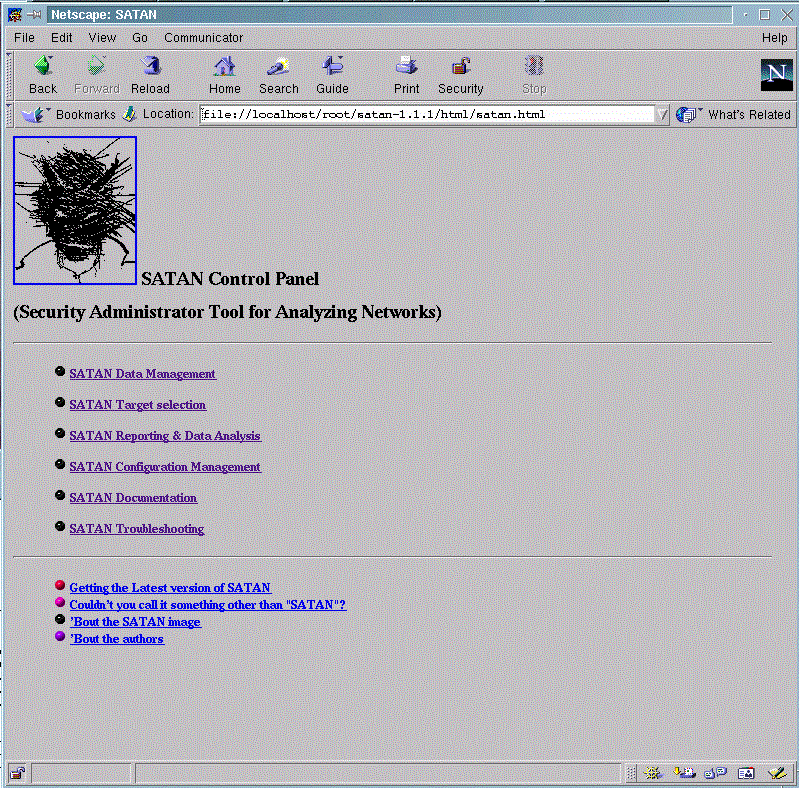 Netscape: SATAN
File Edit View Go Communicator Help
Back Forward Reload Home Search Guide Print Security Stop
N
Bookmarks Location: file://localhost/root/satan-1.1.1/html/satan.html What's Related
SATAN Control Panel
(Security Administrator Tool for Analyzing Networks)
SATAN Data Management
SATAN Target selection
SATAN Reporting & Data Analysis
SATAN Configuration Management
SATAN Documentation
SATAN Troubleshooting
Getting the Latest version of SATAN
Couldn't you call it something other than "SATAN"?
'Bout the SATAN image
'Bout the authors